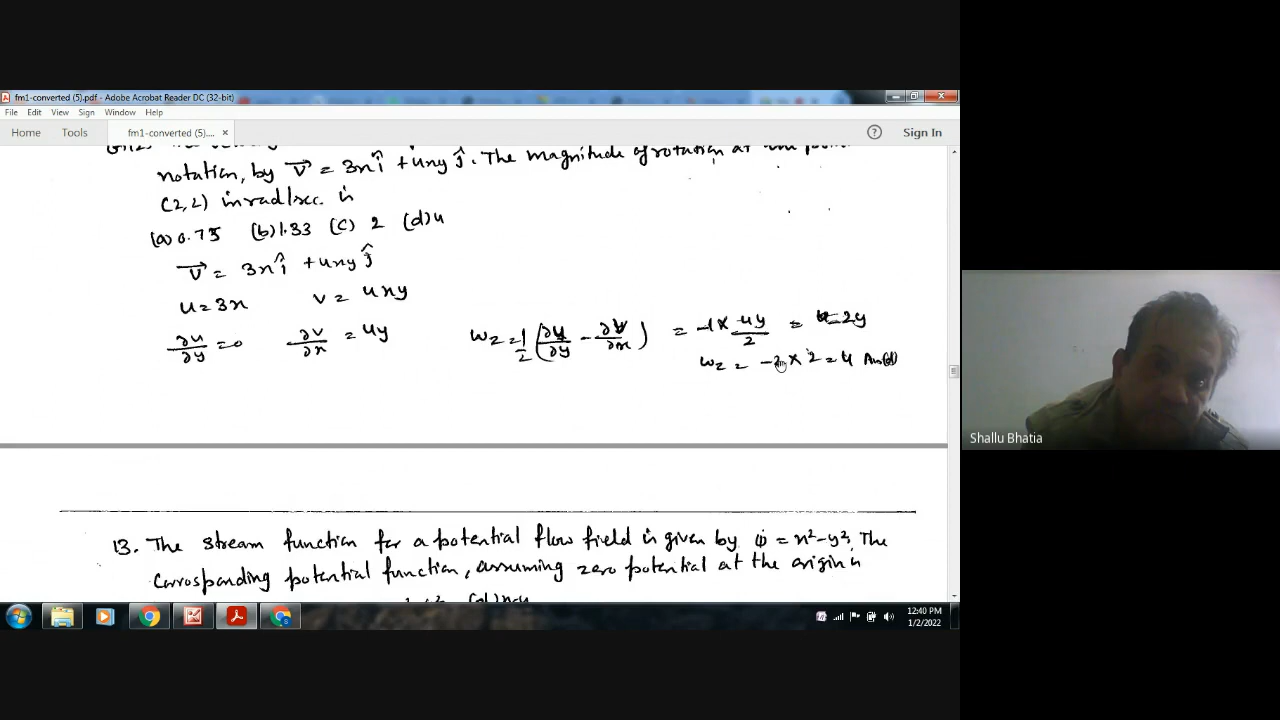 fm1-converted (5).pdf - Adobe Acrobat Reader DC (32-bit)
File Edit View Sign Window Help
Home Tools fm1-converted (5).... × Sign In
notation, by V = 3xî + 4xy ĵ. The magnitude of rotation at the
(2,2) in rad/sec. is
(a) 0.75 (b) 1.33 (c) 2 (d) 4
V = 3xî + 4xy ĵ
u = 3x v = 4xy
∂u/∂y = 0 ∂v/∂x = 4y ωz = 1/2 (∂u/∂y - ∂v/∂x) = -1 × 4y/2 = -2y
ωz = -2 × 2 = 4 Ans(d)
Shallu Bhatia
13. The stream function for a potential flow field is given by ψ = x² - y². The
corrosponding potential function, assuming zero potential at the origin is
12:40 PM
1/2/2022